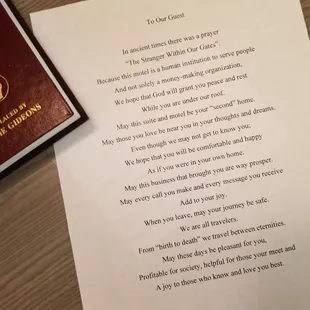 PLACED BY
THE GIDEONS
To Our Guest
In ancient times there was a prayer
"The Stranger Within Our Gates".
Because this motel is a human institution to serve people
And not solely a money-making organization,
We hope that God will grant you peace and rest
While you are under our roof.
May this suite and motel be your "second" home.
May those you love be near you in your thoughts and dreams.
Even though we may not get to know you;
We hope that you will be comfortable and happy
As if you were in your own home.
May this business that brought you are way prosper.
May every call you make and every message you receive
Add to your joy.
When you leave, may your journey be safe.
We are all travelers.
From "birth to death" we travel between eternities.
May these days be pleasant for you,
Profitable for society, helpful for those your meet and
A joy to those who know and love you best.